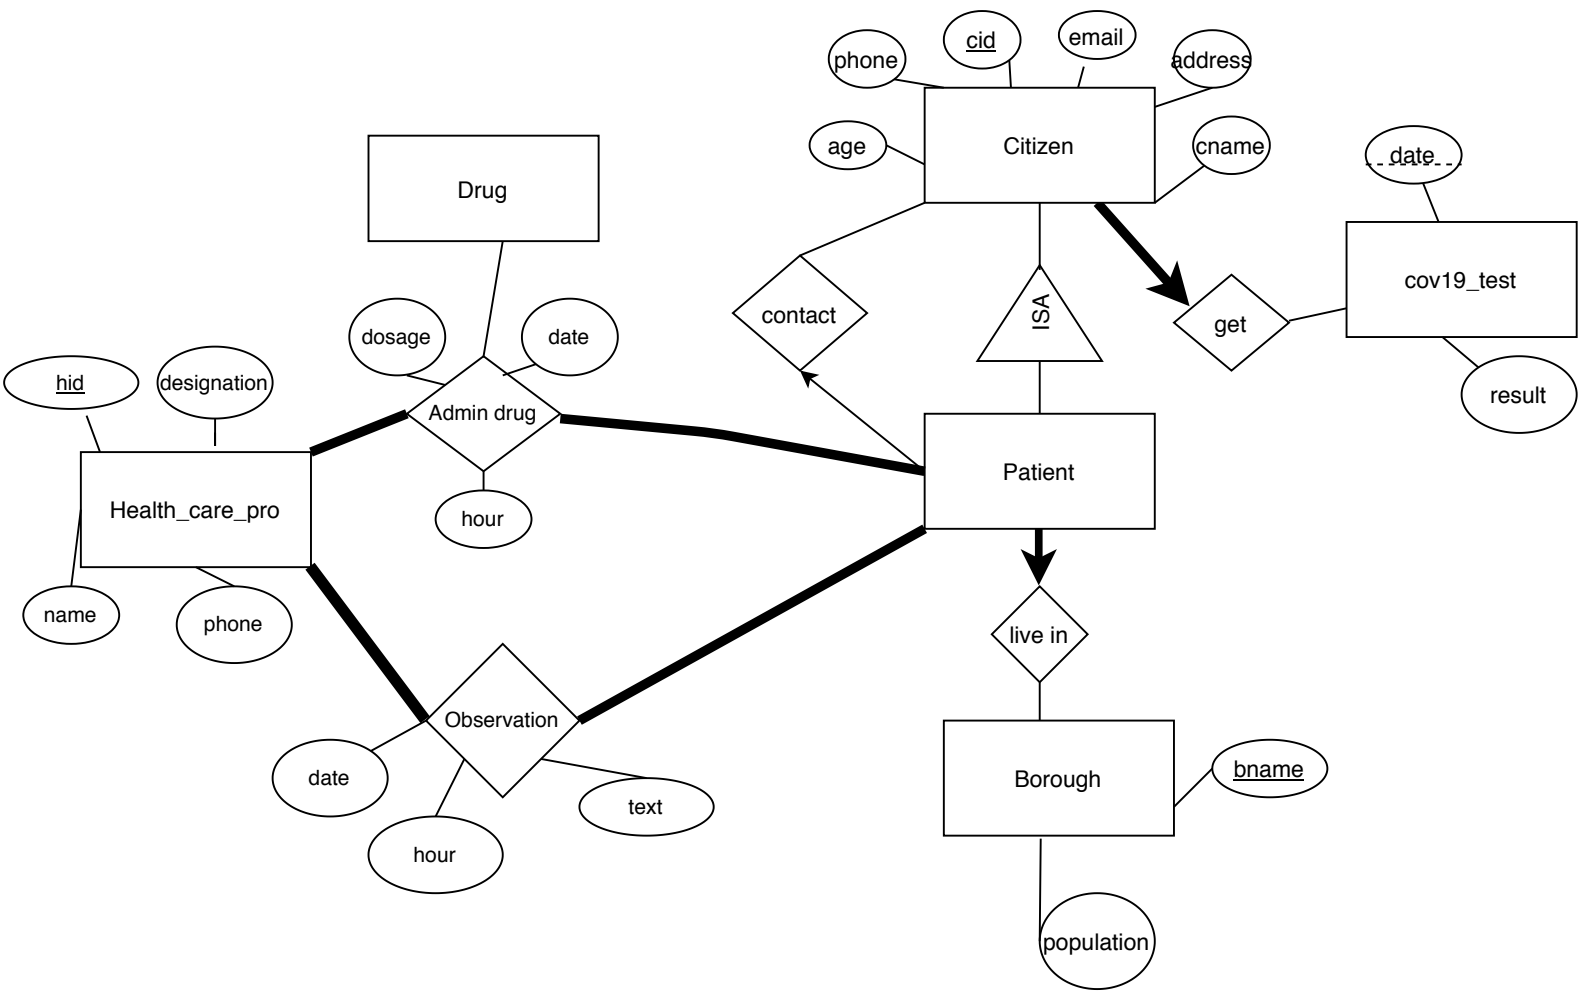 phone
cid
email
address
age
Citizen
cname
date
Drug
cov19_test
contact
ISA
get
dosage
date
result
hid
designation
Admin drug
Patient
Health_care_pro
hour
name
phone
live in
Observation
date
text
hour
Borough
bname
population